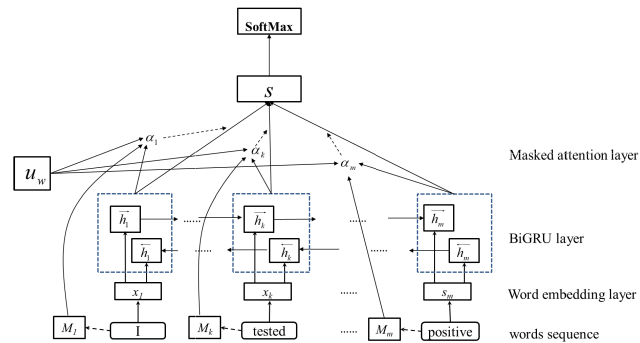 SoftMax
S
α1
αk
αm
uw
Masked attention layer
h1 hk hm
h1 hk hm
BiGRU layer
x1 xk ...... sm
Word embedding layer
M1 I Mk tested ...... Mm positive
words sequence